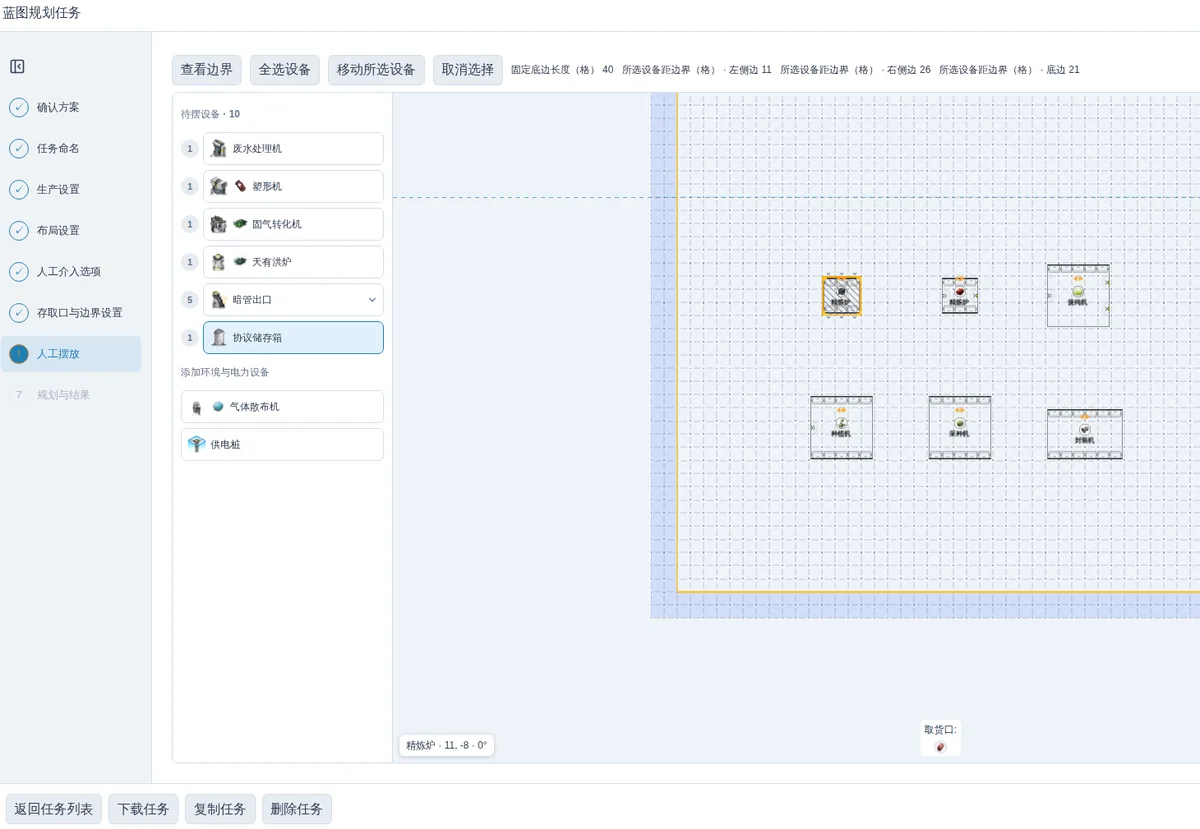 蓝图规划任务
确认方案
任务命名
生产设置
布局设置
人工介入选项
存取口与边界设置
人工摆放
7 规划与结果
查看边界 全选设备 移动所选设备 取消选择 固定底边长度（格） 40 所选设备距边界（格）· 左侧边 11 所选设备距边界（格）· 右侧边 26 所选设备距边界（格）· 底边 21
待摆设备 · 10
1 废水处理机
1 塑形机
1 固气转化机
1 天有洪炉
5 暗管出口
1 协议储存箱
添加环境与电力设备
气体散布机
供电桩
精炼炉
精炼炉
种植机
采种机
封装机
精炼炉 · 11, -8 · 0°
取货口:
返回任务列表 下载任务 复制任务 删除任务